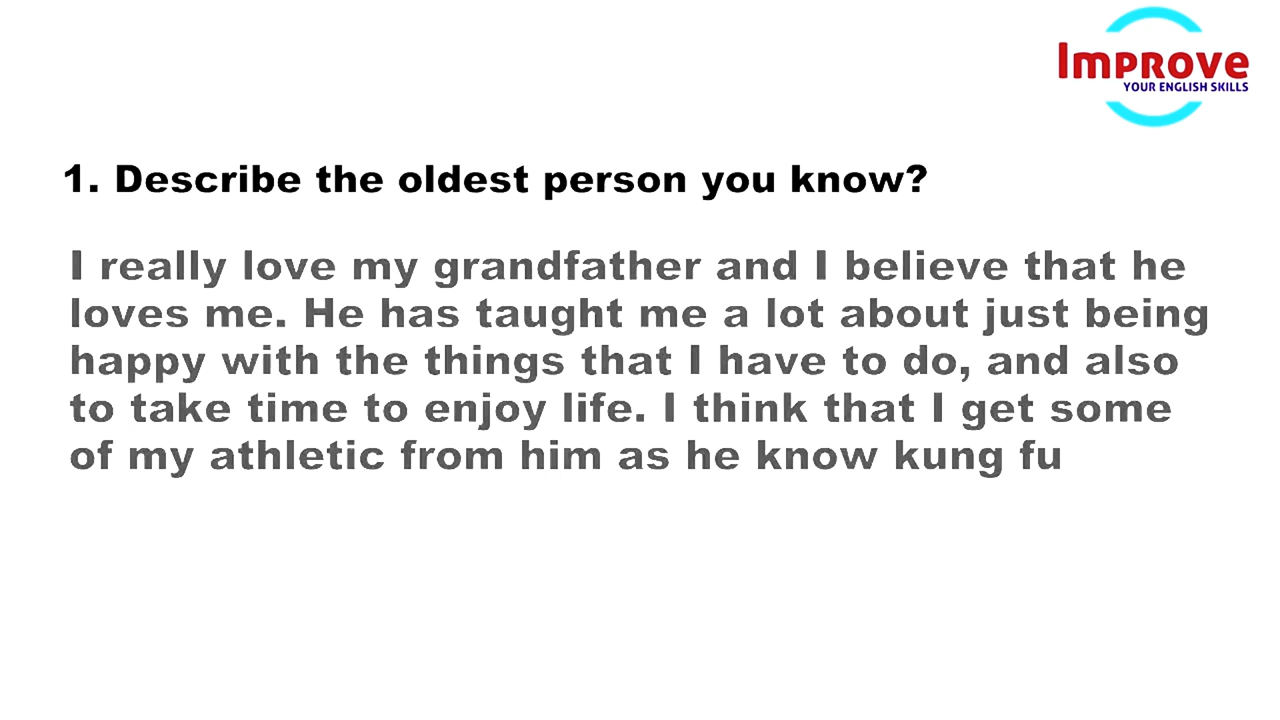 Improve
YOUR ENGLISH SKILLS
1. Describe the oldest person you know?
I really love my grandfather and I believe that he
loves me. He has taught me a lot about just being
happy with the things that I have to do, and also
to take time to enjoy life. I think that I get some
of my athletic from him as he know kung fu